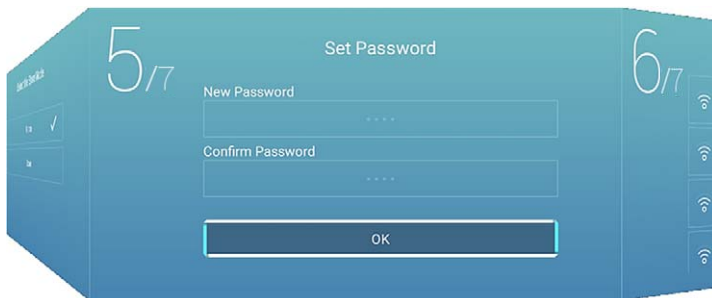 5/7
Set Password
New Password
••••
Confirm Password
••••
OK
6/7